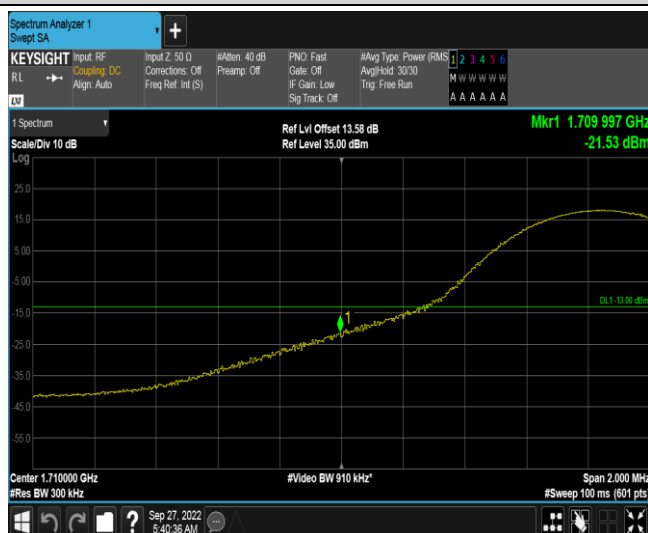 Spectrum Analyzer 1
Swept SA
KEYSIGHT
RL
Input: RF
Coupling: DC
Align: Auto
Input Z: 50 Ω
Corrections: Off
Freq Ref: Int (S)
#Atten: 40 dB
Preamp: Off
PNO: Fast
Gate: Off
IF Gain: Low
Sig Track: Off
#Avg Type: Power (RMS
Avg|Hold: 30/30
Trig: Free Run
1 2 3 4 5 6
M W W W W W
A A A A A A
LXI
1 Spectrum
Scale/Div 10 dB
Log
Ref Lvl Offset 13.58 dB
Ref Level 35.00 dBm
Mkr1 1.709 997 GHz
-21.53 dBm
25.0
15.0
5.00
-5.00
-15.0
-25.0
-35.0
-45.0
-55.0
1
DL1 -13.00 dBm
Center 1.710000 GHz
#Res BW 300 kHz
#Video BW 910 kHz*
Span 2.000 MHz
#Sweep 100 ms (601 pts)
Sep 27, 2022
5:40:36 AM